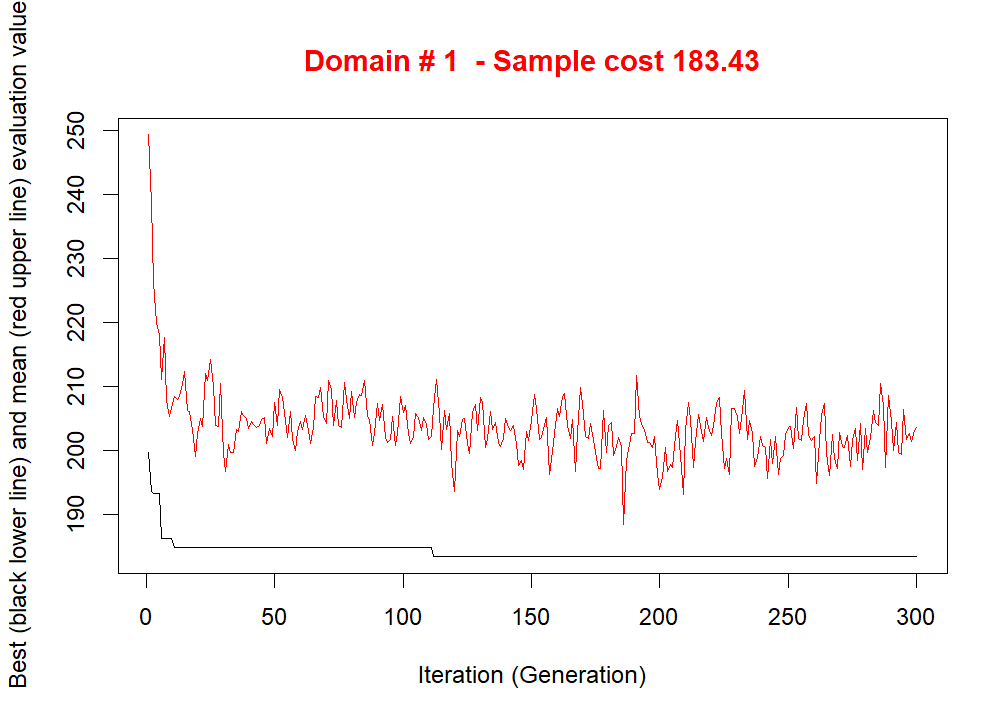 Domain # 1  - Sample cost 183.43
Best (black lower line) and mean (red upper line) evaluation value
250
240
230
220
210
200
190
0 50 100 150 200 250 300
Iteration (Generation)